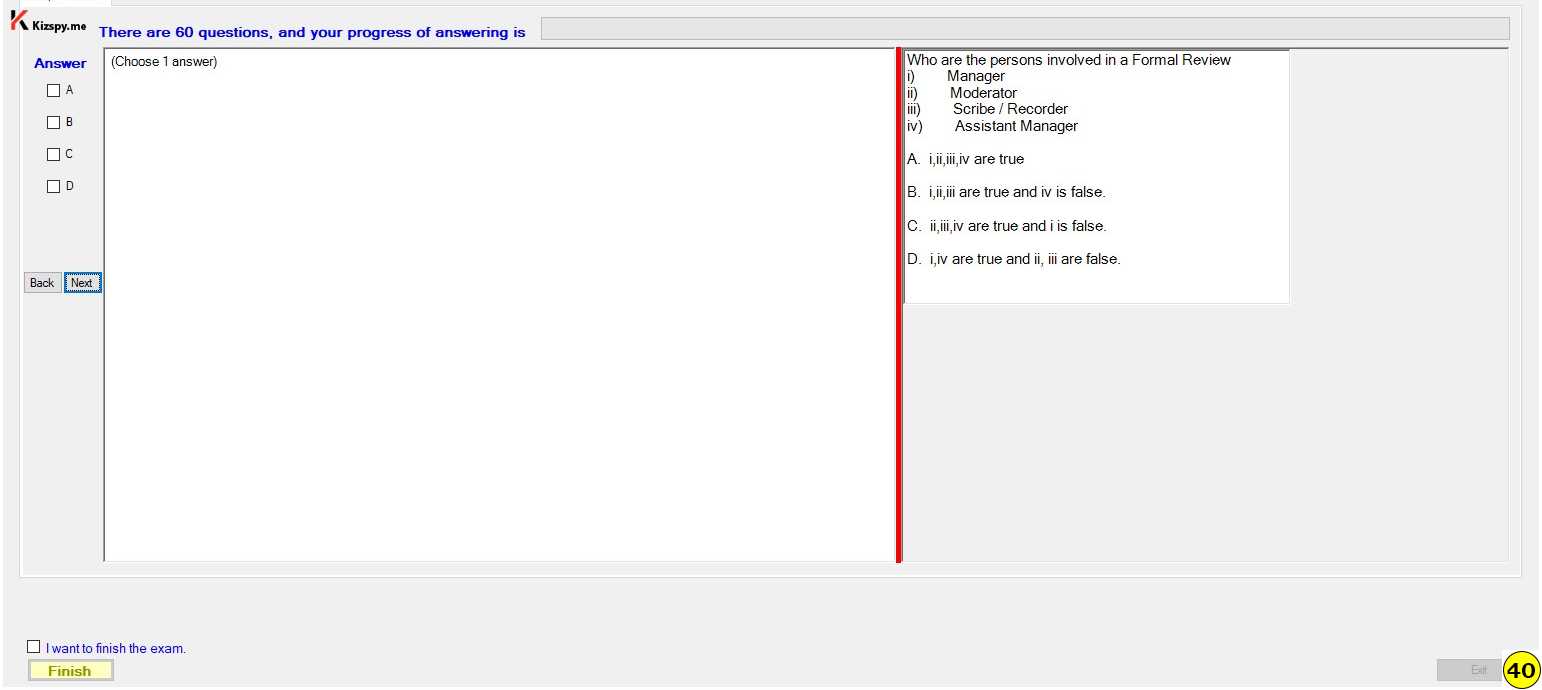 Kizspy.me
There are 60 questions, and your progress of answering is
Answer
A
B
C
D
Back Next
(Choose 1 answer)
Who are the persons involved in a Formal Review
i) Manager
ii) Moderator
iii) Scribe / Recorder
iv) Assistant Manager
A. i,ii,iii,iv are true
B. i,ii,iii are true and iv is false.
C. ii,iii,iv are true and i is false.
D. i,iv are true and ii, iii are false.
I want to finish the exam.
Finish
Exit
40